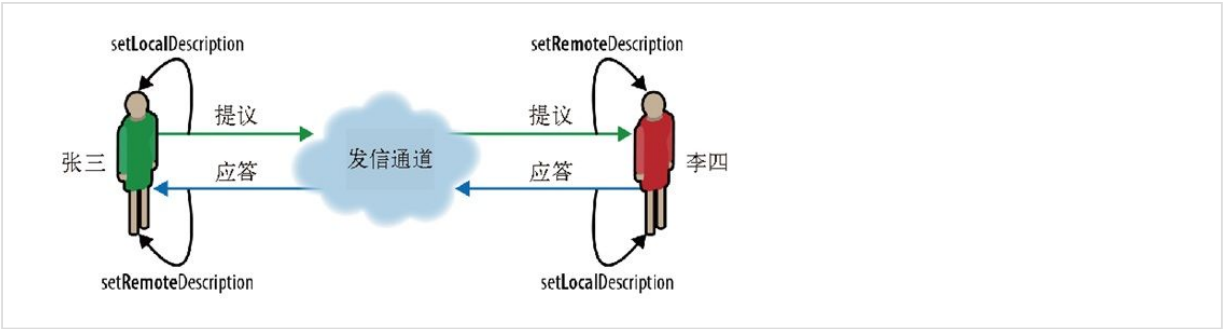 setLocalDescription
setRemoteDescription
提议
提议
张三
发信通道
李四
应答
应答
setRemoteDescription
setLocalDescription